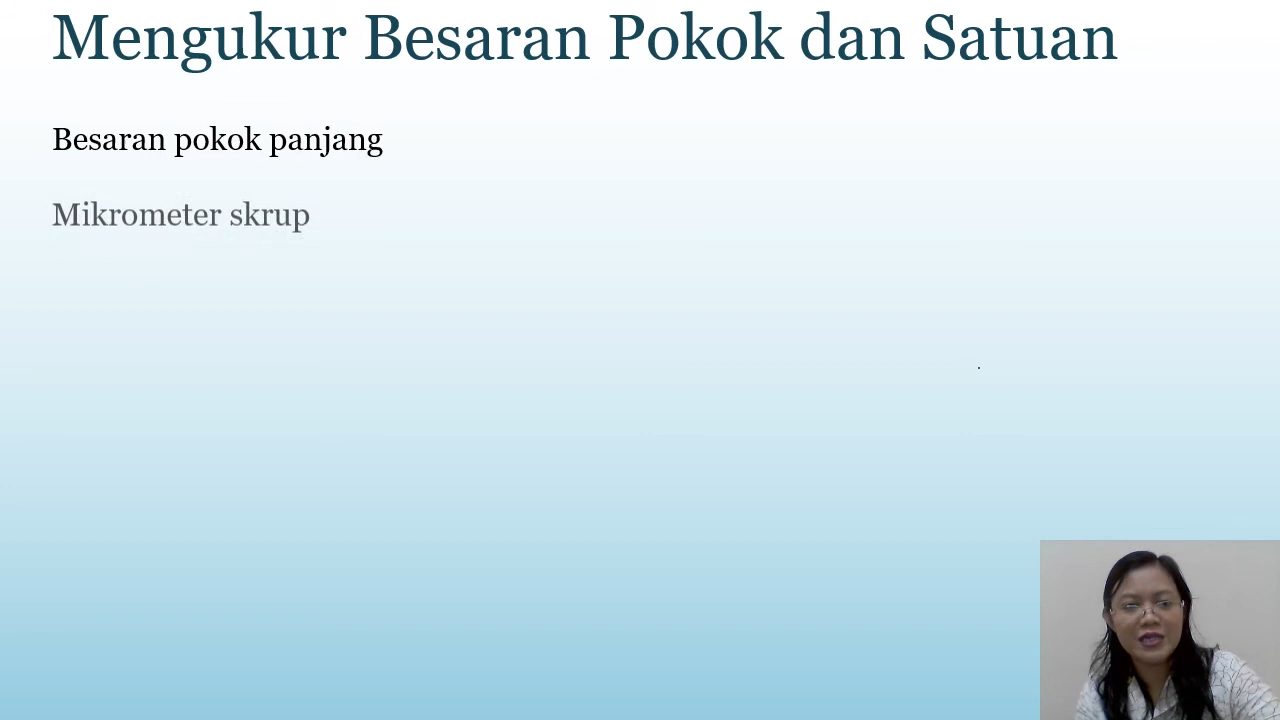 Mengukur Besaran Pokok dan Satuan
Besaran pokok panjang
Mikrometer skrup